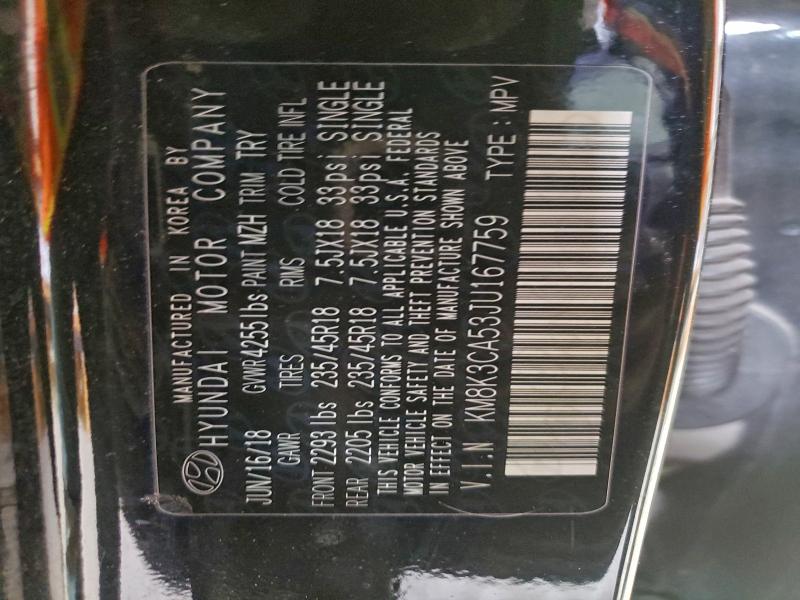 MANUFACTURED IN KOREA BY
HYUNDAI MOTOR COMPANY
JUN/16/18 GVWR 4255 lbs PAINT MZH TRIM TRY
GAWR TIRES RMS COLD TIRE INFL
FRONT 2293 lbs 235/45R18 7.5JX18 33psi SINGLE
REAR 2205 lbs 235/45R18 7.5JX18 33psi SINGLE
THIS VEHICLE CONFORMS TO ALL APPLICABLE U.S.A. FEDERAL
MOTOR VEHICLE SAFETY AND THEFT PREVENTION STANDARDS
IN EFFECT ON THE DATE OF MANUFACTURE SHOWN ABOVE
V.I.N KM8K3CA53JU167759 TYPE : MPV